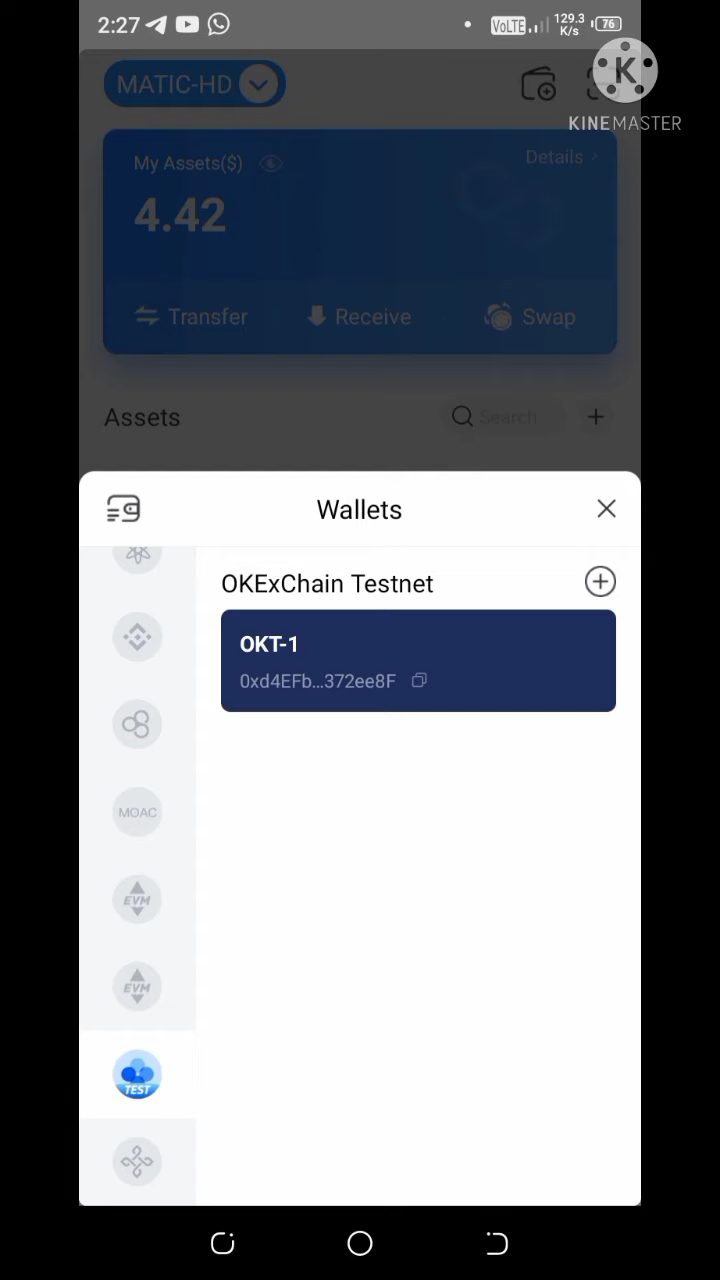 2:27
VoLTE
129.3
K/s
76
MATIC-HD
K
KINEMASTER
My Assets($)
Details
4.42
Transfer
Receive
Swap
Assets
Search
Wallets
OKExChain Testnet
OKT-1
0xd4EFb...372ee8F
MOAC
EVM
EVM
TEST